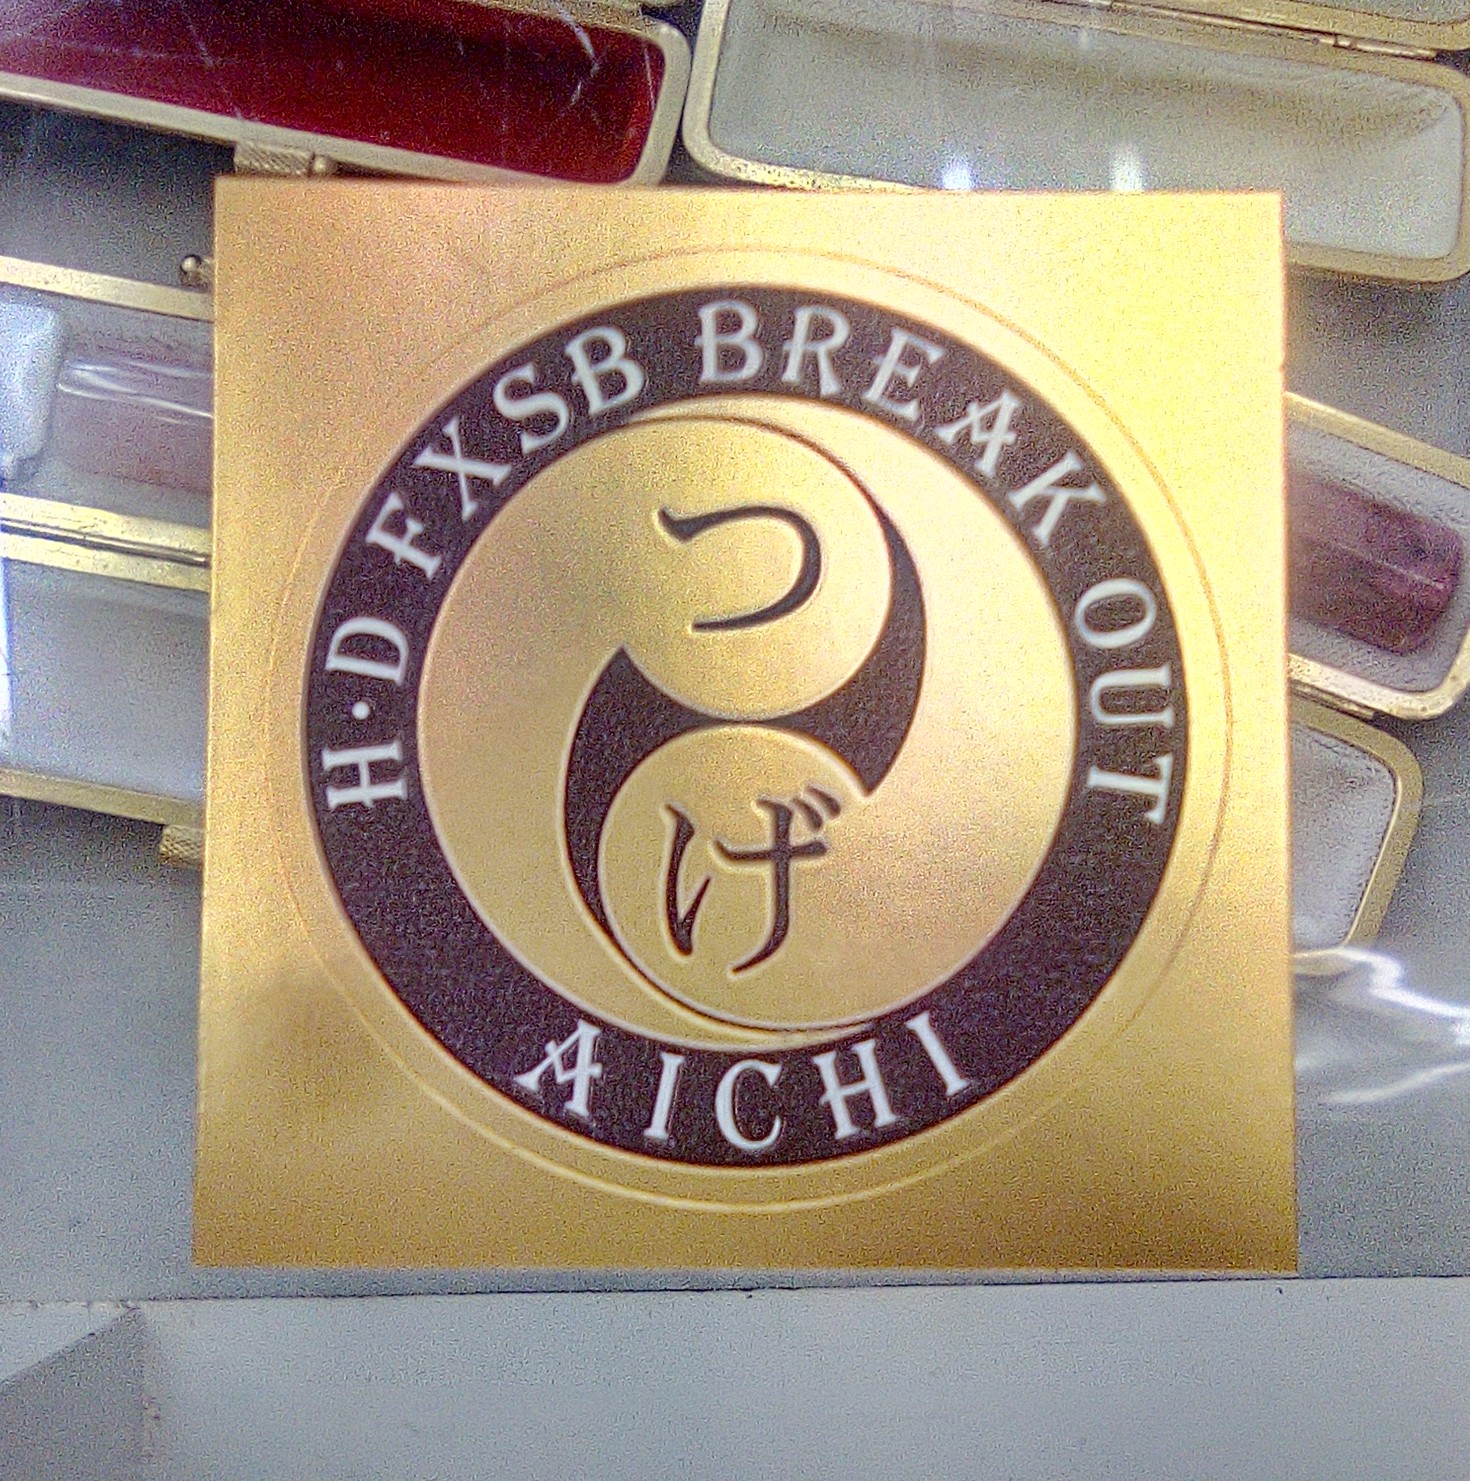 H·D FXSB BREAK OUT
つ
げ
AICHI